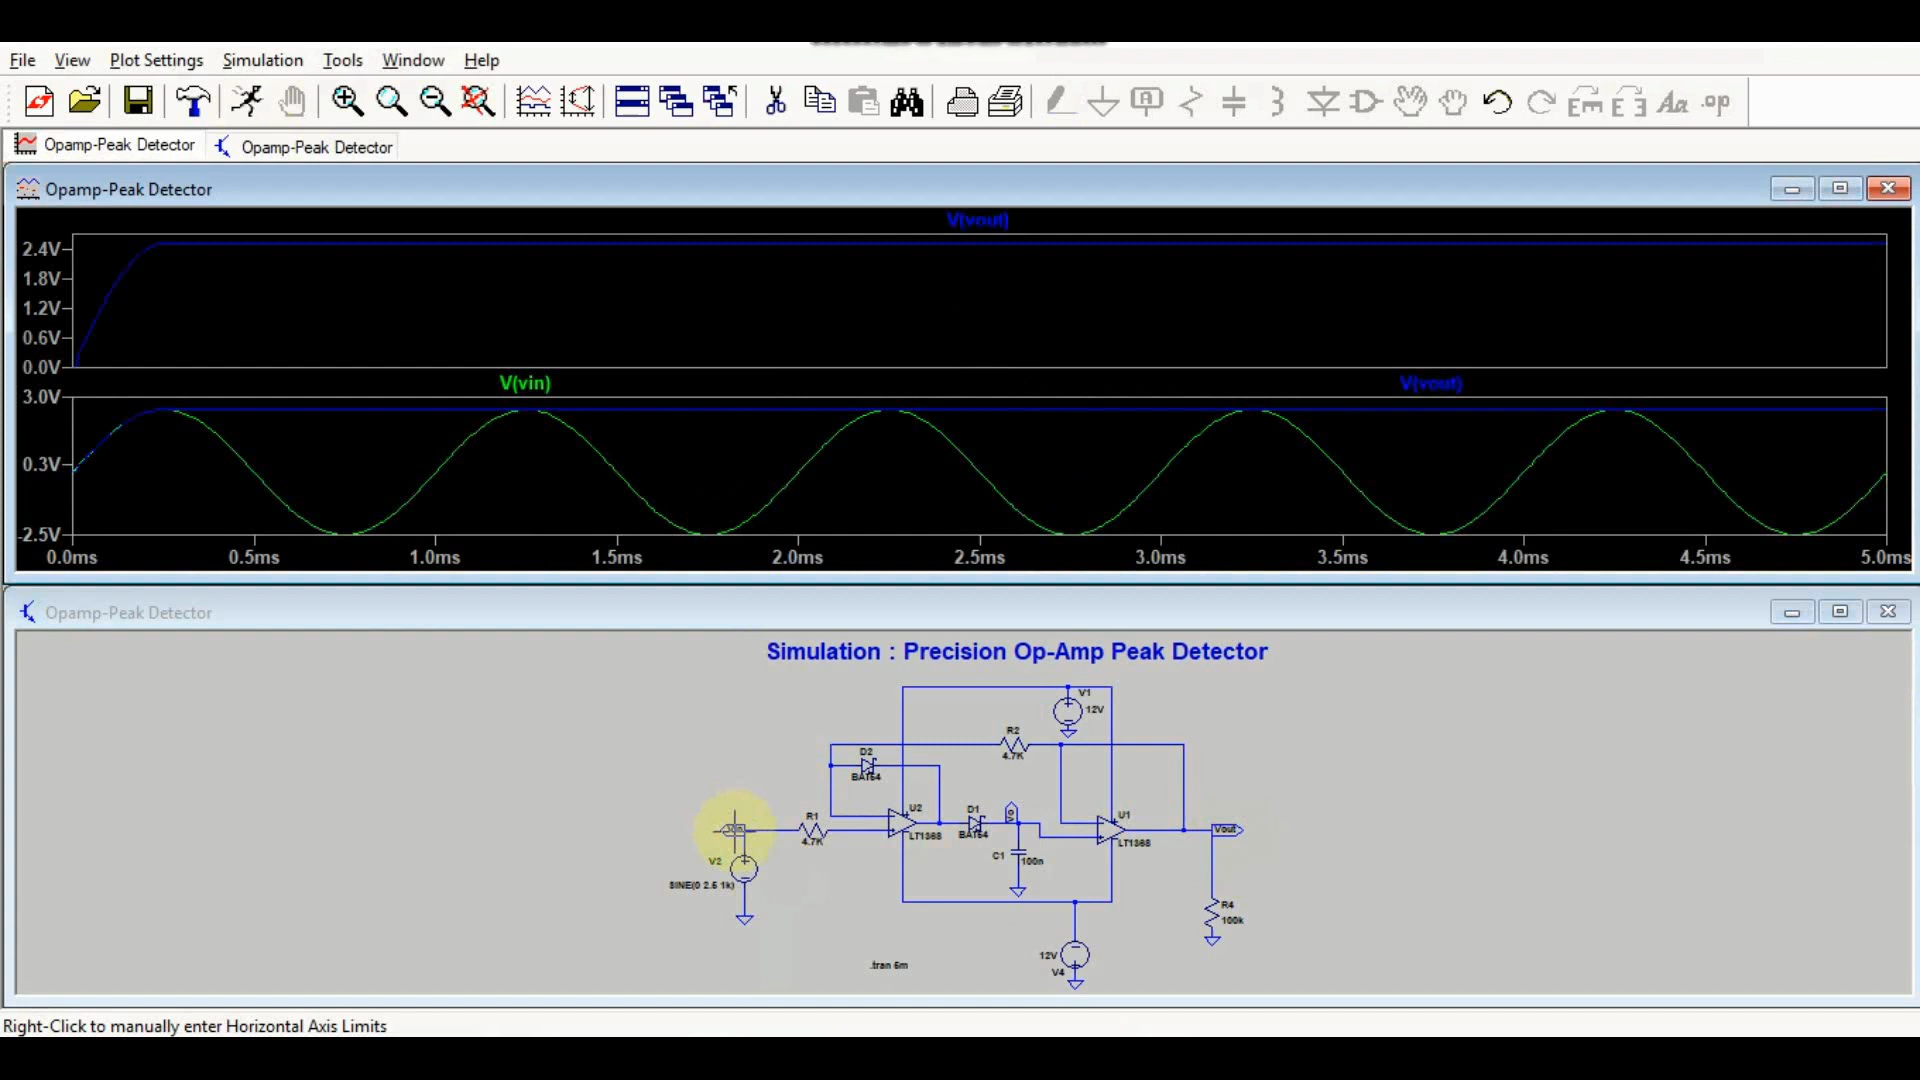 File View Plot Settings Simulation Tools Window Help
.op
Opamp-Peak Detector Opamp-Peak Detector
Opamp-Peak Detector
V(vout)
2.4V
1.8V
1.2V
0.6V
0.0V
V(vin) V(vout)
3.0V
0.3V
-2.5V
0.0ms 0.5ms 1.0ms 1.5ms 2.0ms 2.5ms 3.0ms 3.5ms 4.0ms 4.5ms 5.0ms
Opamp-Peak Detector
Simulation : Precision Op-Amp Peak Detector
V1
12V
R2
4.7K
D2
BAT54
U2
LT1368
D1
BAT54
Vo
U1
LT1368
R1
4.7K
Vout
C1 100n
V2
SINE(0 2.5 1k)
R4
100k
12V
V4
.tran 5m
Right-Click to manually enter Horizontal Axis Limits